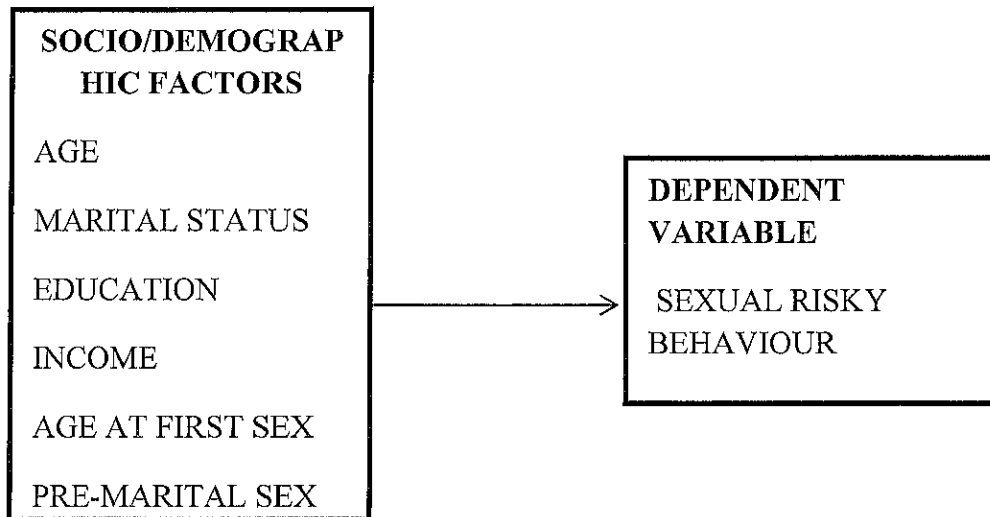 SOCIO/DEMOGRAP
HIC FACTORS
AGE
MARITAL STATUS
EDUCATION
INCOME
AGE AT FIRST SEX
PRE-MARITAL SEX
DEPENDENT
VARIABLE
SEXUAL RISKY
BEHAVIOUR